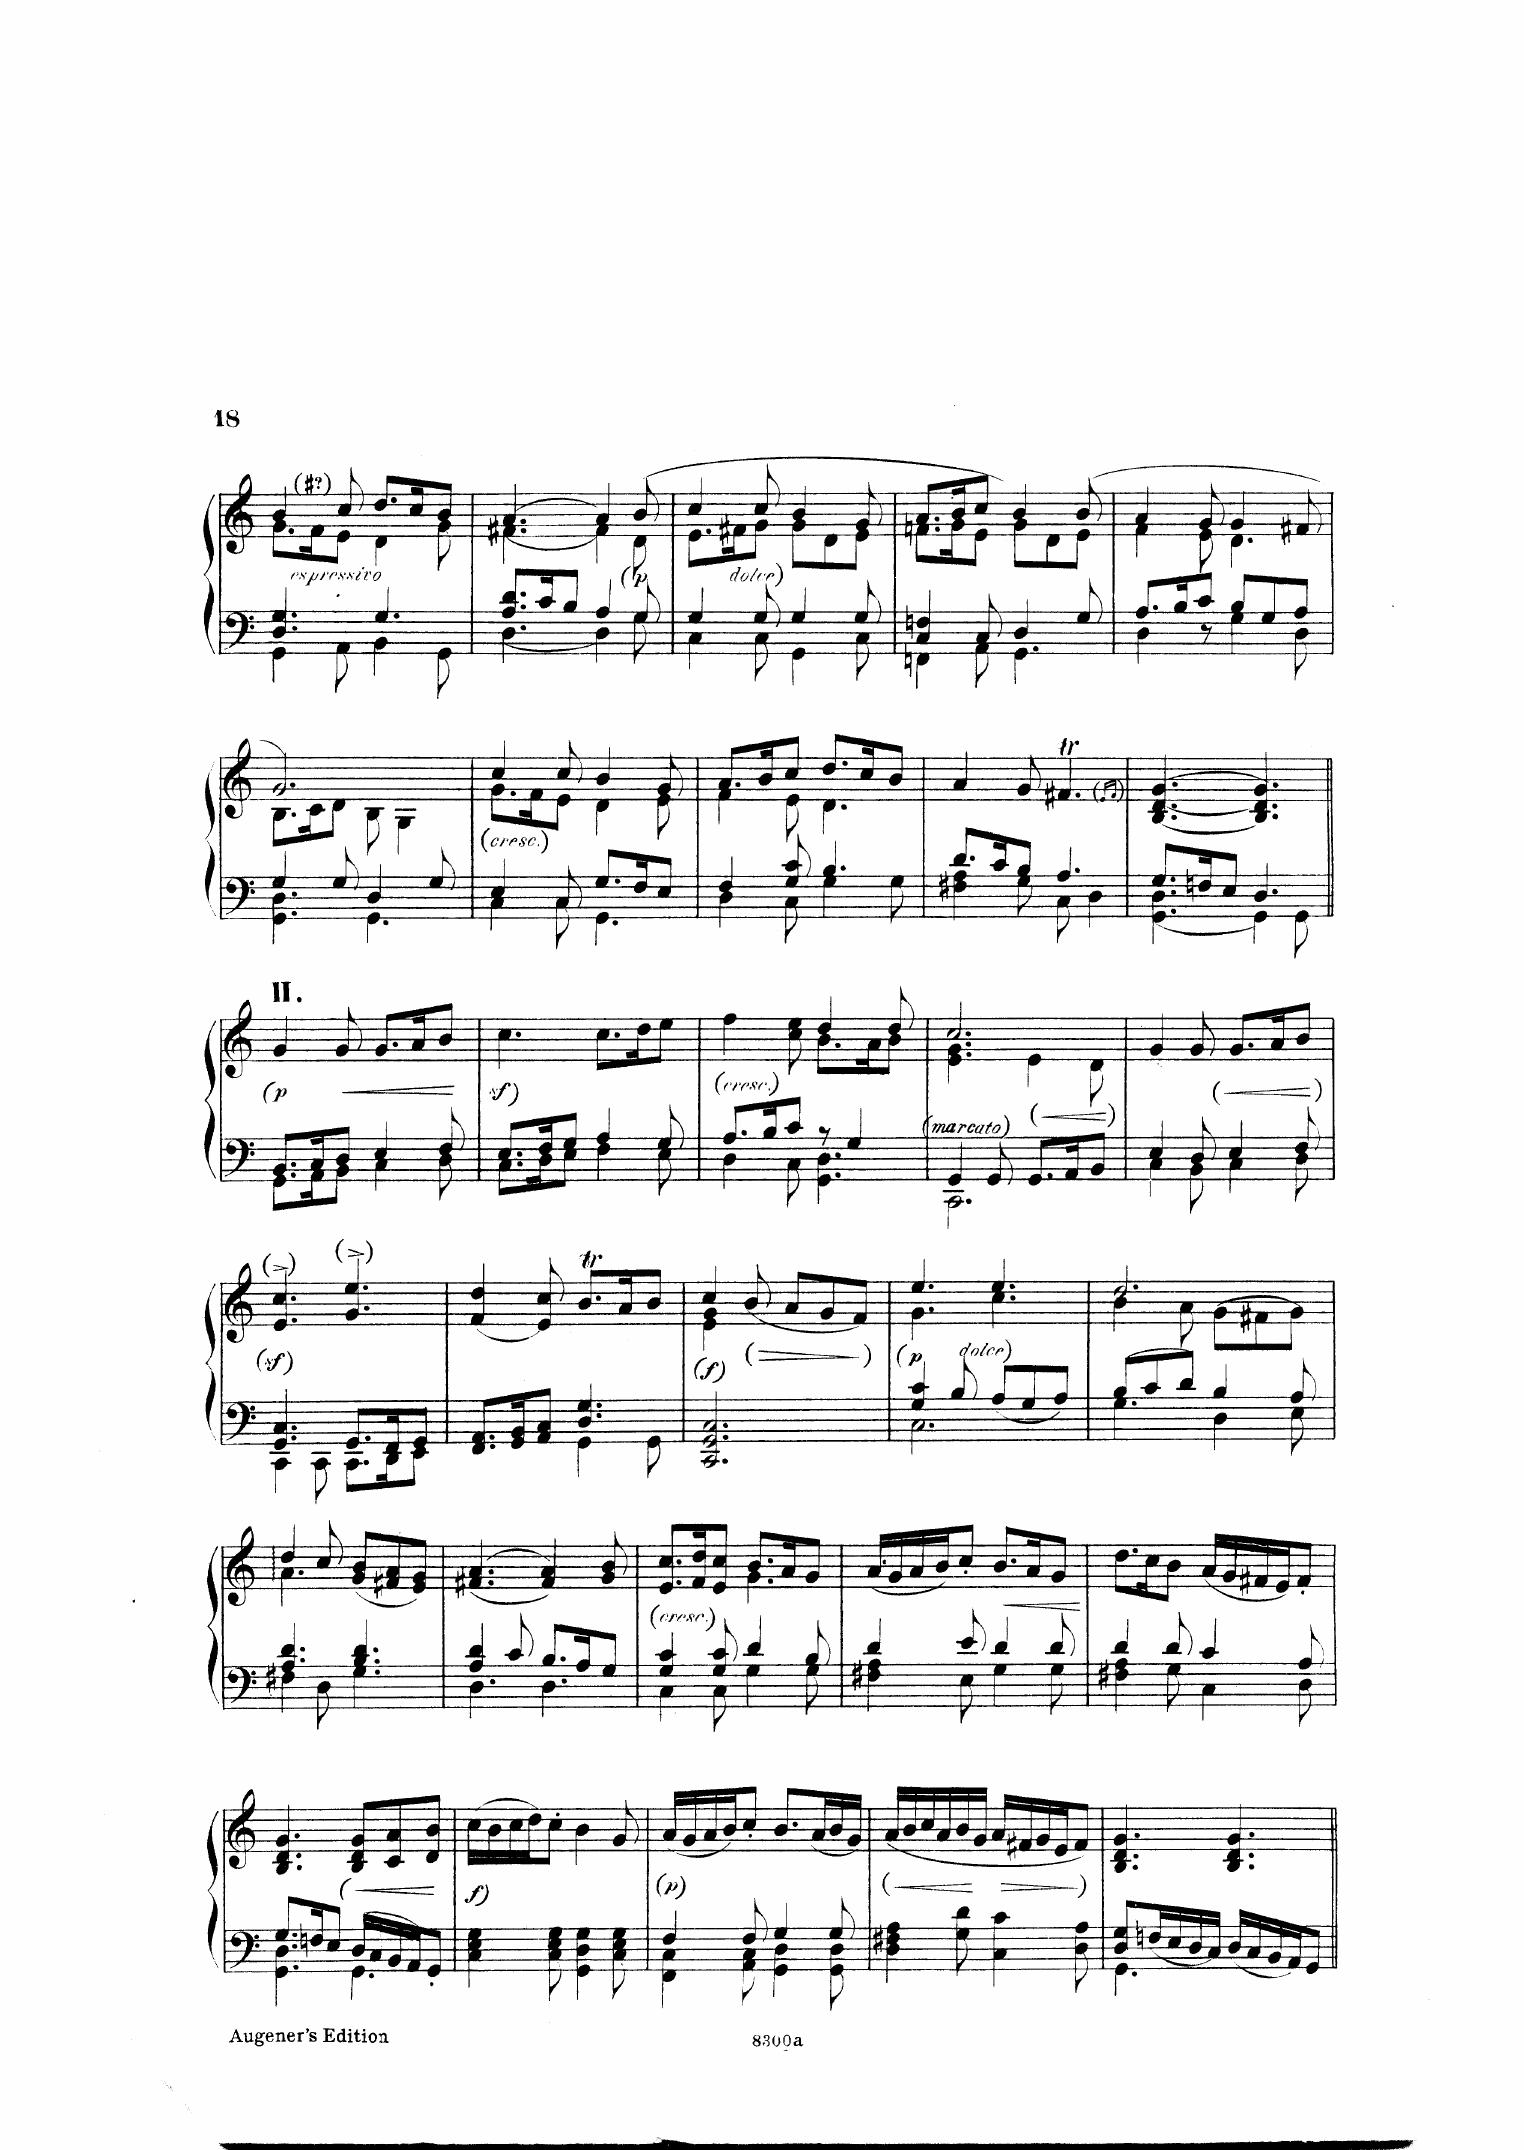 18
(#?)
espressivo
(p dolce)
tr
(cresc.)
II.
(p sf)
(cresc.)
(marcato)
(>) (>)
tr
(sf) (f) (p dolce)
(cresc.)
( f) (p)
Augener's Edition 8300a